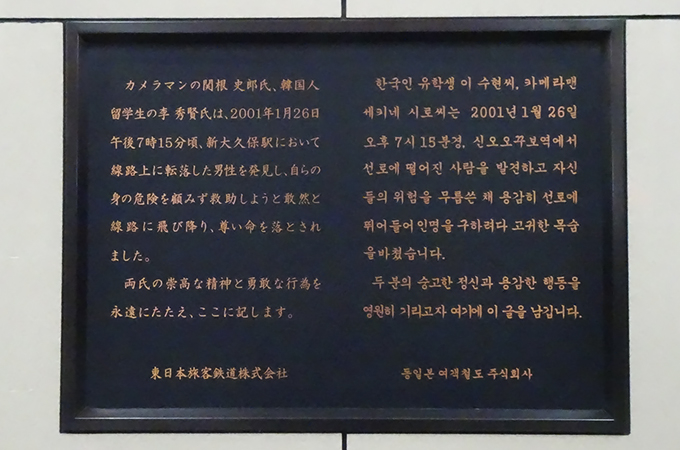 カメラマンの関根 史郎氏、韓国人
留学生の李 秀賢氏は、2001年1月26日
午後7時15分頃、新大久保駅において
線路上に転落した男性を発見し、自らの
身の危険を顧みず救助しようと敢然と
線路に飛び降り、尊い命を落とされ
ました。
両氏の崇高な精神と勇敢な行為を
永遠にたたえ、ここに記します。
東日本旅客鉄道株式会社
한국인 유학생 이 수현씨, 카메라맨
세키네 시로씨는 2001년 1월 26일
오후 7시 15분경, 신오오쿠보역에서
선로에 떨어진 사람을 발견하고 자신
들의 위험을 무릅쓴 채 용감히 선로에
뛰어들어 인명을 구하려다 고귀한 목숨
을바쳤습니다.
두 분의 숭고한 정신과 용감한 행동을
영원히 기리고자 여기에 이 글을 남깁니다.
동일본 여객철도 주식회사